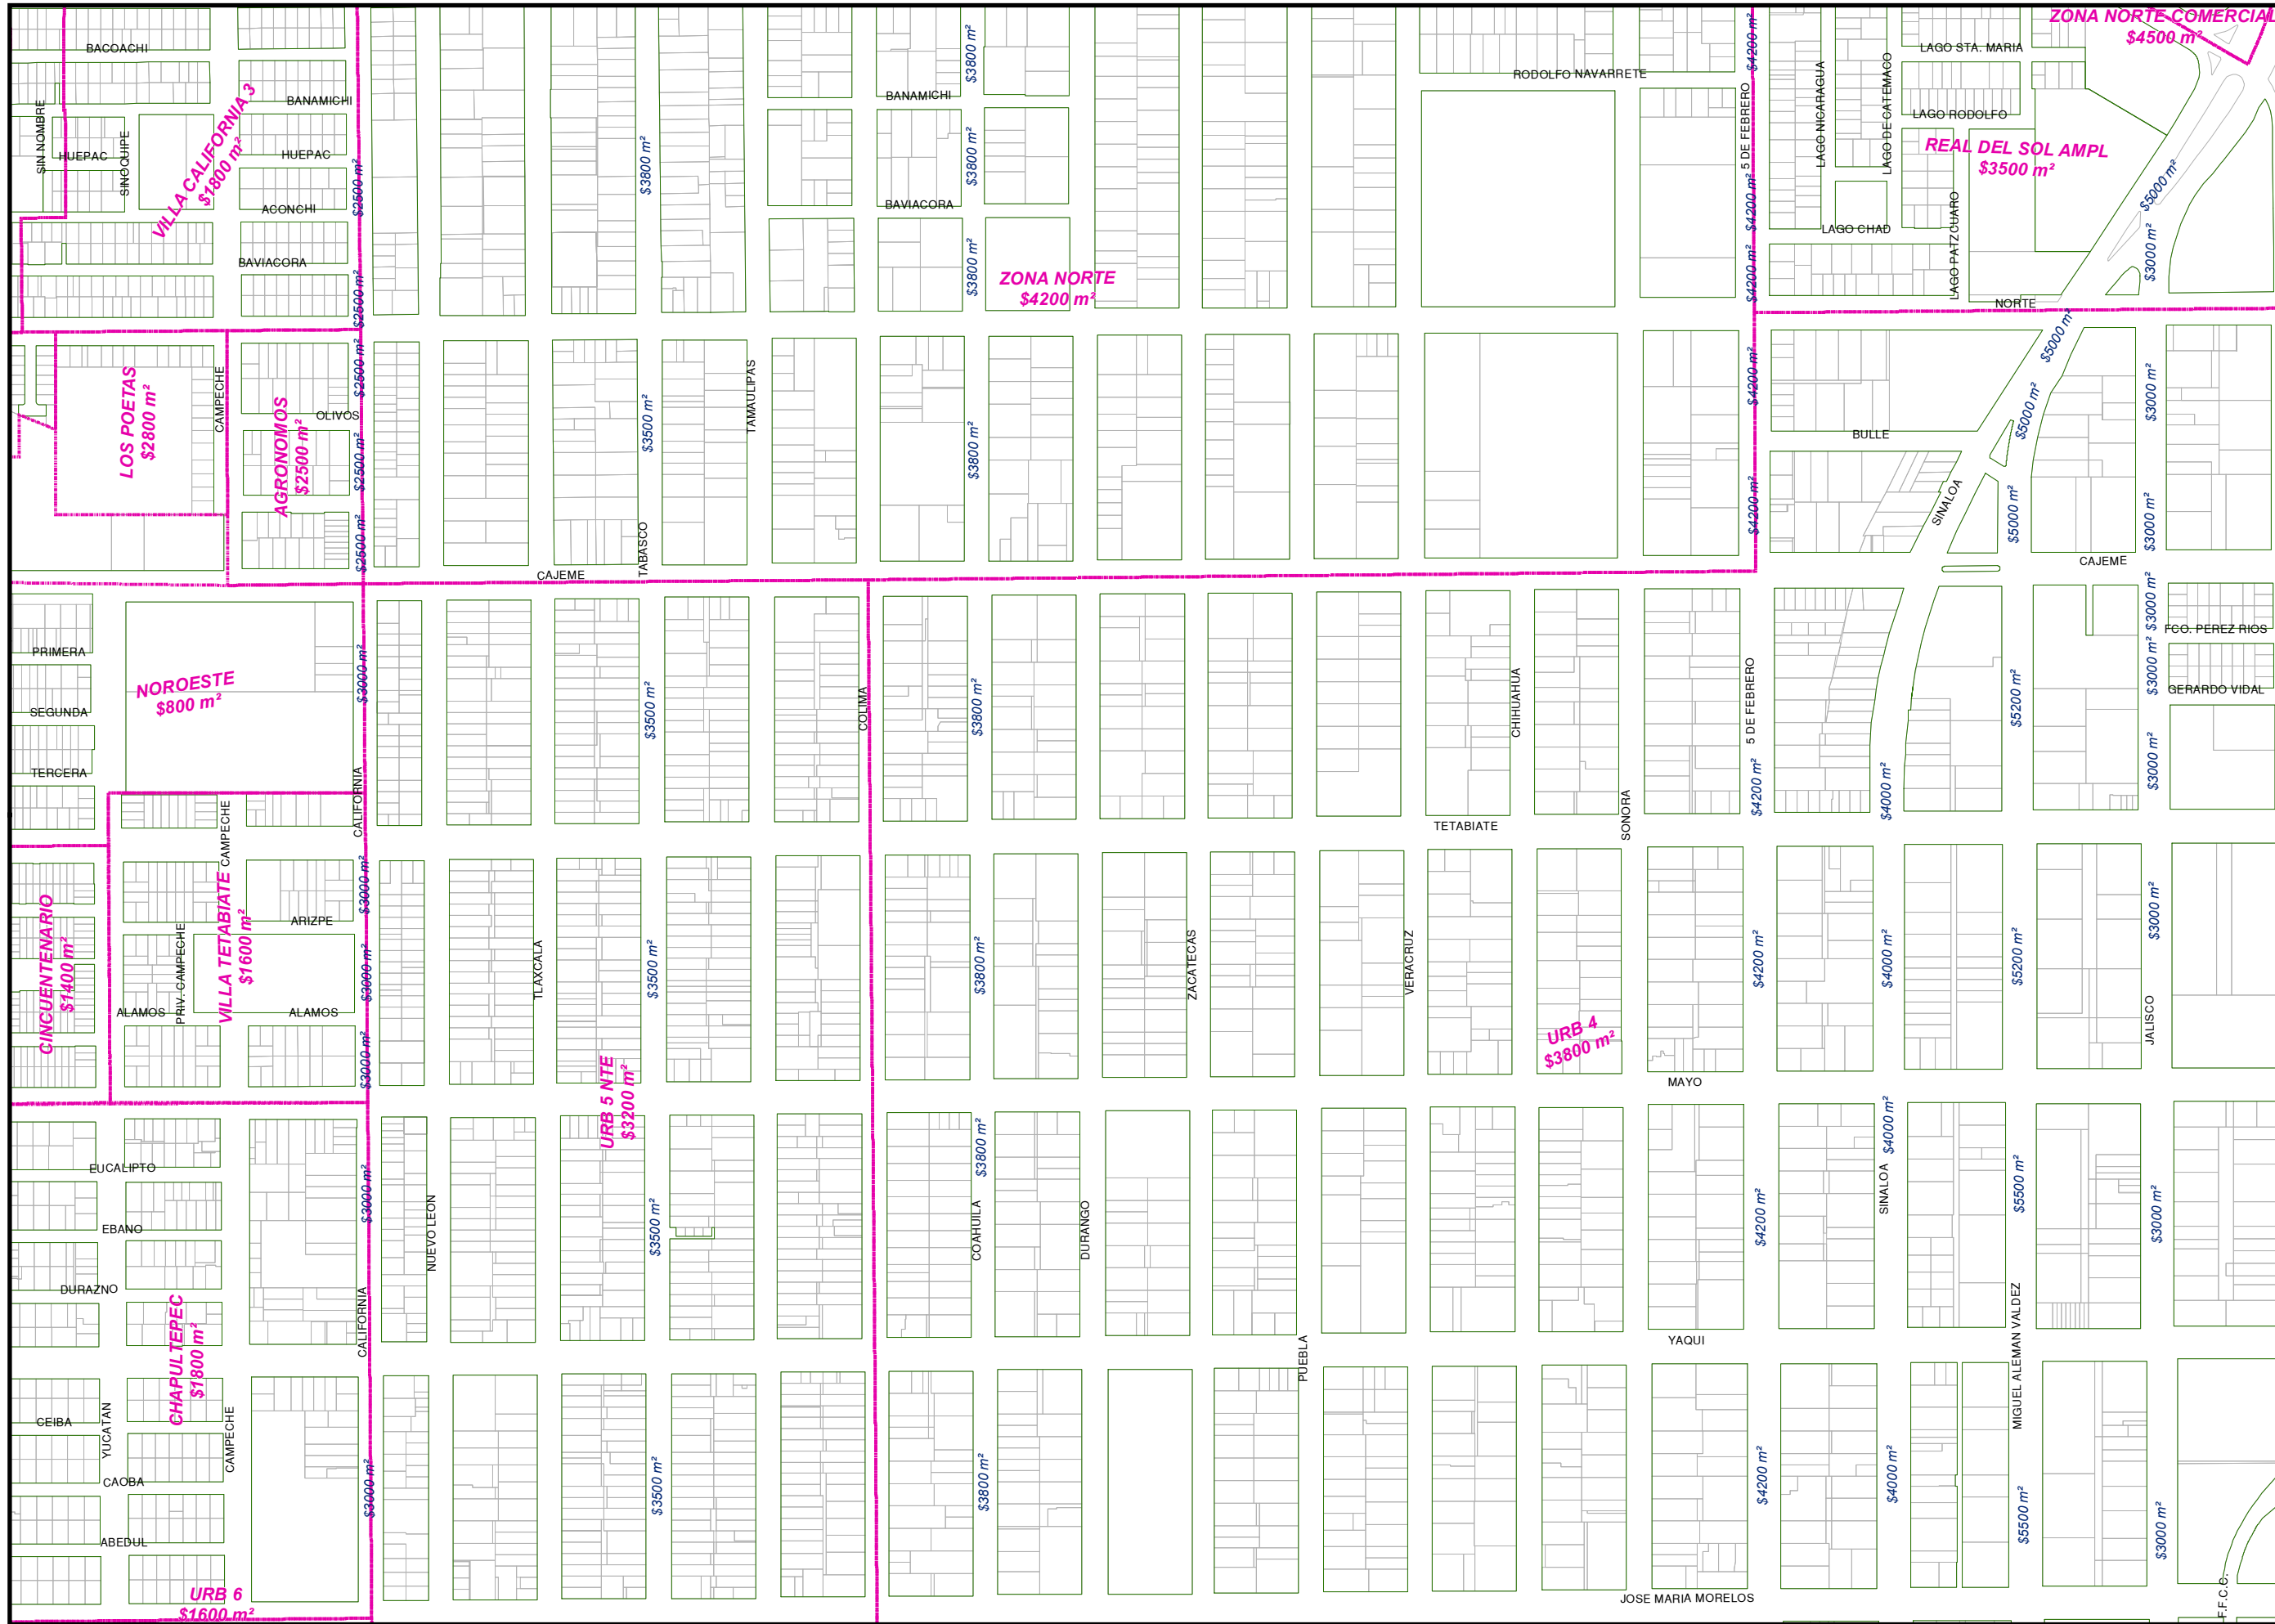 ZONA NORTE COMERCIAL
$4500 m²
BACOACHI
BANAMICHI
HUEPAC
HUEPAC
ACONCHI
BAVIACORA
SIN NOMBRE
SINOQUIPE
VILLA CALIFORNIA 3
$1800 m²
$2500 m²
$2500 m²
$3800 m²
$3800 m²
BANAMICHI
$3800 m²
BAVIACORA
$3800 m²
ZONA NORTE
$4200 m²
RODOLFO NAVARRETE
$4200 m²
5 DE FEBRERO
$4200 m²
$4200 m²
LAGO NICARAGUA
LAGO DE CATEMACO
LAGO STA. MARIA
LAGO RODOLFO
REAL DEL SOL AMPL
$3500 m²
LAGO CHAD
LAGO PATZCUARO
$5000 m²
$3000 m²
NORTE
LOS POETAS
$2800 m²
CAMPECHE
AGRONOMOS
$2500 m²
OLIVOS
$2500 m²
$2500 m²
$2500 m²
$3500 m²
TABASCO
TAMAULIPAS
$3800 m²
$4200 m²
$4200 m²
BULLE
SINALOA
$5000 m²
$5000 m²
$5000 m²
$3000 m²
$3000 m²
CAJEME
CAJEME
PRIMERA
SEGUNDA
TERCERA
NOROESTE
$800 m²
$3000 m²
CALIFORNIA
$3500 m²
COLIMA
$3800 m²
CHIHUAHUA
TETABIATE
SONORA
5 DE FEBRERO
$4200 m²
$4000 m²
$5200 m²
$3000 m²
$3000 m²
$3000 m²
FCO. PEREZ RIOS
GERARDO VIDAL
CINCUENTENARIO
$1400 m²
CAMPECHE
VILLA TETABIATE
$1600 m²
ARIZPE
PRIV. CAMPECHE
ALAMOS
ALAMOS
$3000 m²
$3000 m²
$3000 m²
TLAXCALA
$3500 m²
URB 5 NTE
$3200 m²
$3800 m²
ZACATECAS
VERACRUZ
URB 4
$3800 m²
MAYO
$4200 m²
$4000 m²
$5200 m²
$3000 m²
JALISCO
EUCALIPTO
EBANO
DURAZNO
CHAPULTEPEC
$1800 m²
$3000 m²
CALIFORNIA
NUEVO LEON
$3500 m²
$3800 m²
COAHUILA
DURANGO
PUEBLA
YAQUI
$4200 m²
$4000 m²
SINALOA
$5500 m²
MIGUEL ALEMAN VALDEZ
$3000 m²
CEIBA
YUCATAN
CAMPECHE
CAOBA
ABEDUL
$3000 m²
$3500 m²
$3800 m²
$4200 m²
$4000 m²
$5500 m²
$3000 m²
URB 6
$1600 m²
JOSE MARIA MORELOS
F.F.C.C.